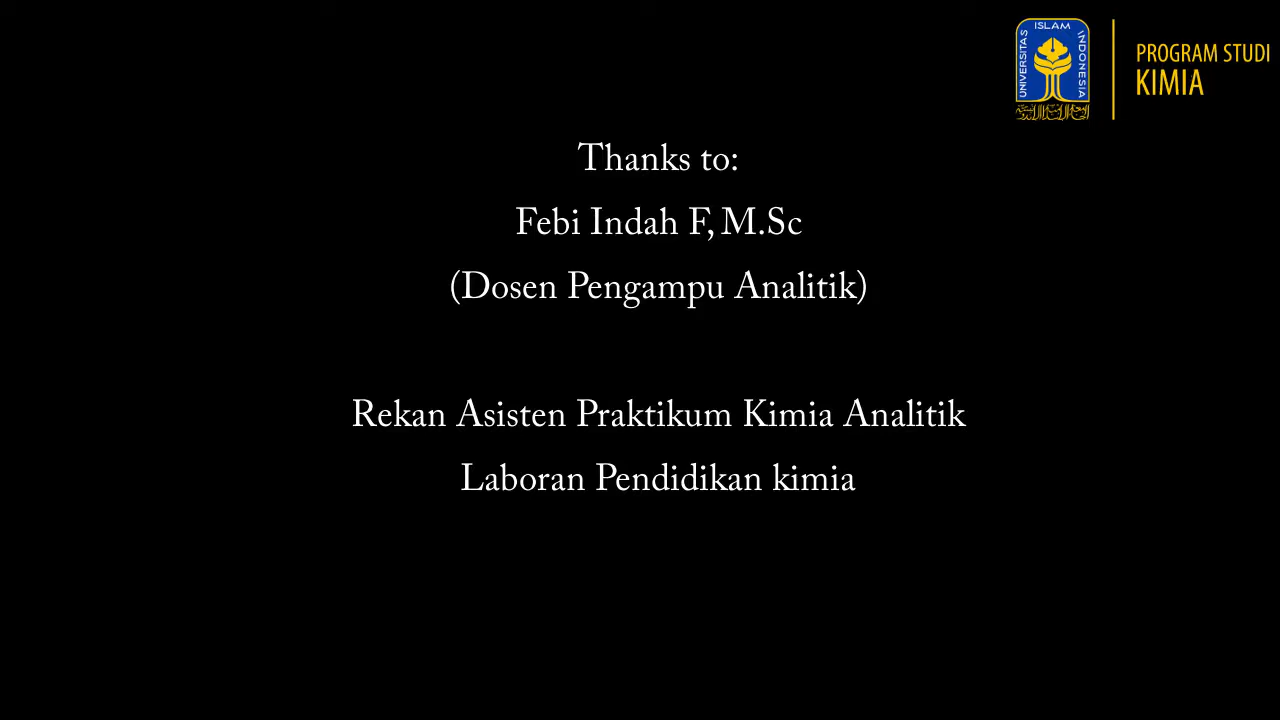 UNIVERSITAS ISLAM INDONESIA
PROGRAM STUDI
KIMIA
Thanks to:
Febi Indah F, M.Sc
(Dosen Pengampu Analitik)
Rekan Asisten Praktikum Kimia Analitik
Laboran Pendidikan kimia